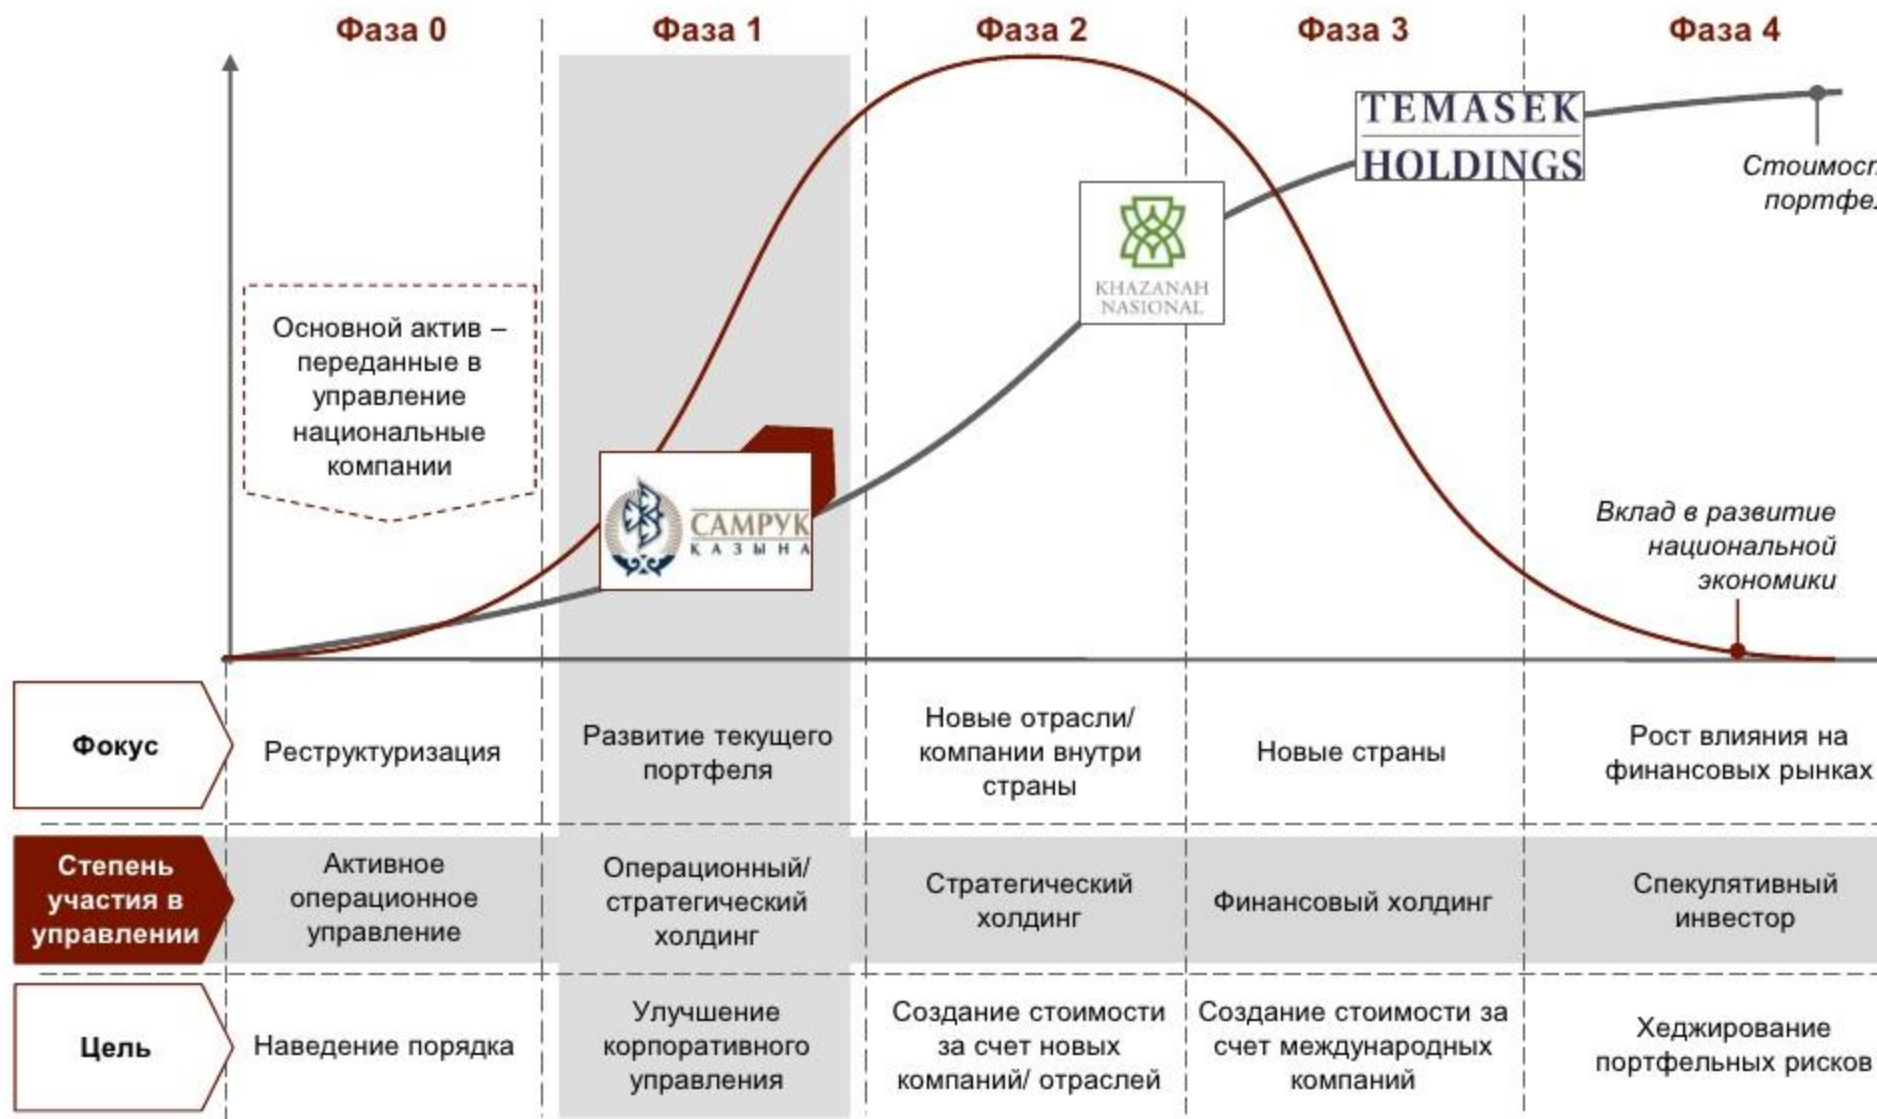 Фаза 0
Фаза 1
Фаза 2
Фаза 3
Фаза 4
TEMASEK
HOLDINGS
Стоимост
портфе
KHAZANAH
NASIONAL
Основной актив –
переданные в
управление
национальные
компании
САМРУК
ҚАЗЫНА
Вклад в развитие
национальной
экономики
Фокус
Реструктуризация
Развитие текущего
портфеля
Новые отрасли/
компании внутри
страны
Новые страны
Рост влияния на
финансовых рынках
Степень
участия в
управлении
Активное
операционное
управление
Операционный/
стратегический
холдинг
Стратегический
холдинг
Финансовый холдинг
Спекулятивный
инвестор
Цель
Наведение порядка
Улучшение
корпоративного
управления
Создание стоимости
за счет новых
компаний/ отраслей
Создание стоимости за
счет международных
компаний
Хеджирование
портфельных рисков